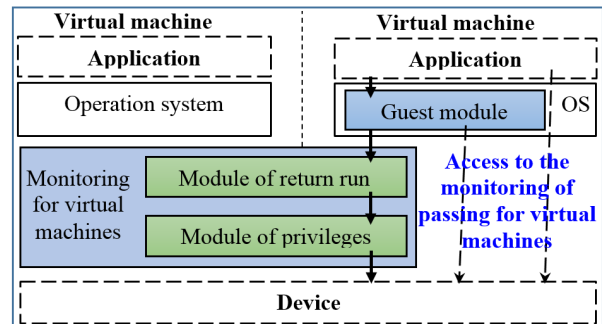 Virtual machine
Application
Operation system
Virtual machine
Application
Guest module
OS
Monitoring
for virtual
machines
Module of return run
Module of privileges
Access to the
monitoring of
passing for virtual
machines
Device